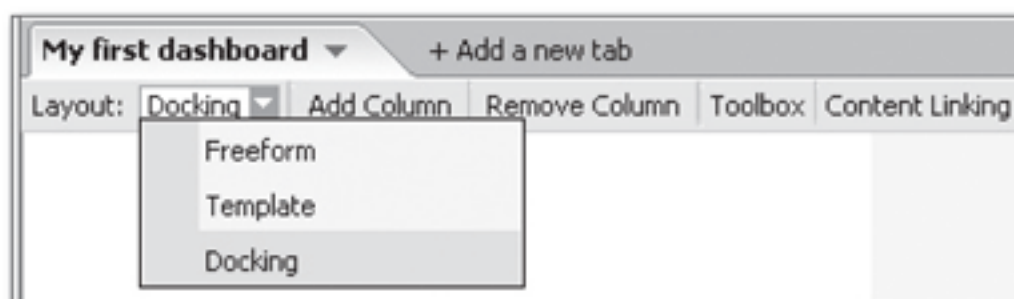 My first dashboard + Add a new tab
Layout: Docking Add Column Remove Column Toolbox Content Linking
Freeform
Template
Docking